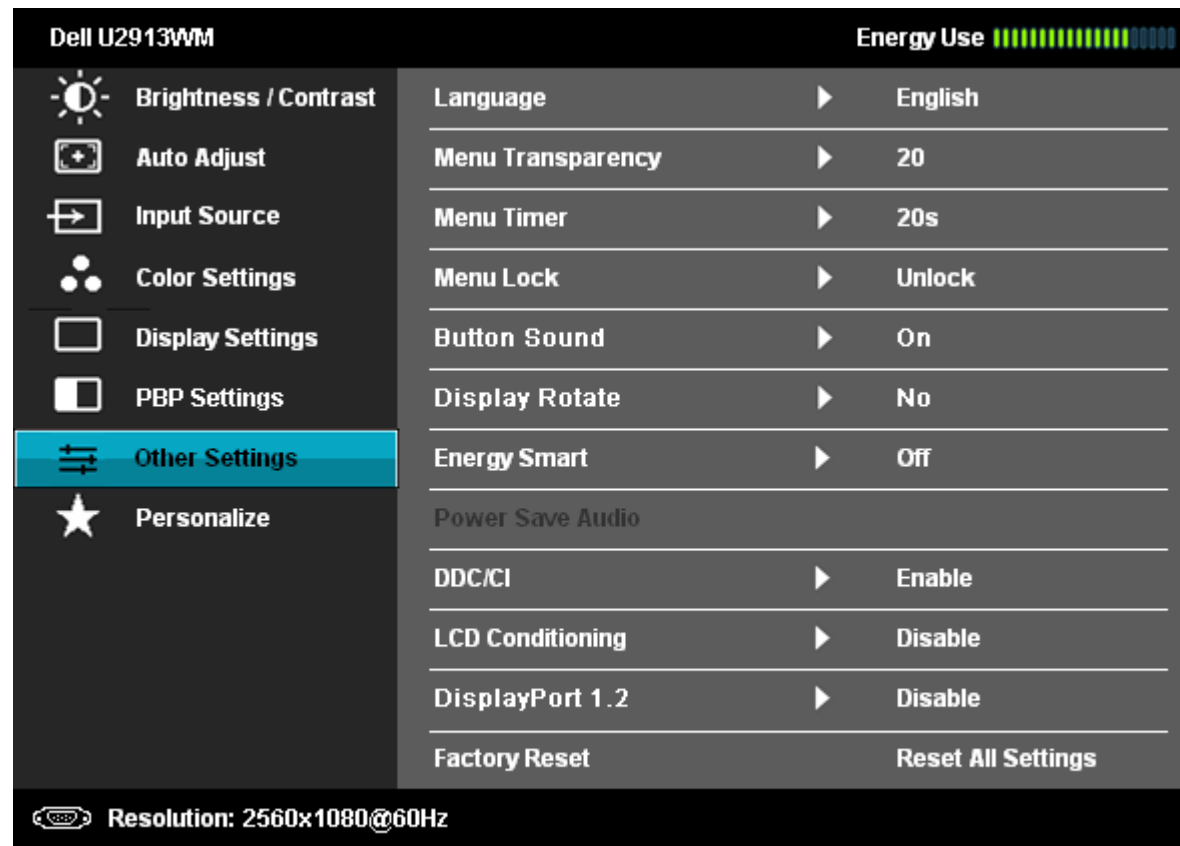 Dell U2913WM Energy Use
Brightness / Contrast Language English
Auto Adjust Menu Transparency 20
Input Source Menu Timer 20s
Color Settings Menu Lock Unlock
Display Settings Button Sound On
PBP Settings Display Rotate No
Other Settings Energy Smart Off
Personalize Power Save Audio
DDC/CI Enable
LCD Conditioning Disable
DisplayPort 1.2 Disable
Factory Reset Reset All Settings
Resolution: 2560x1080@60Hz